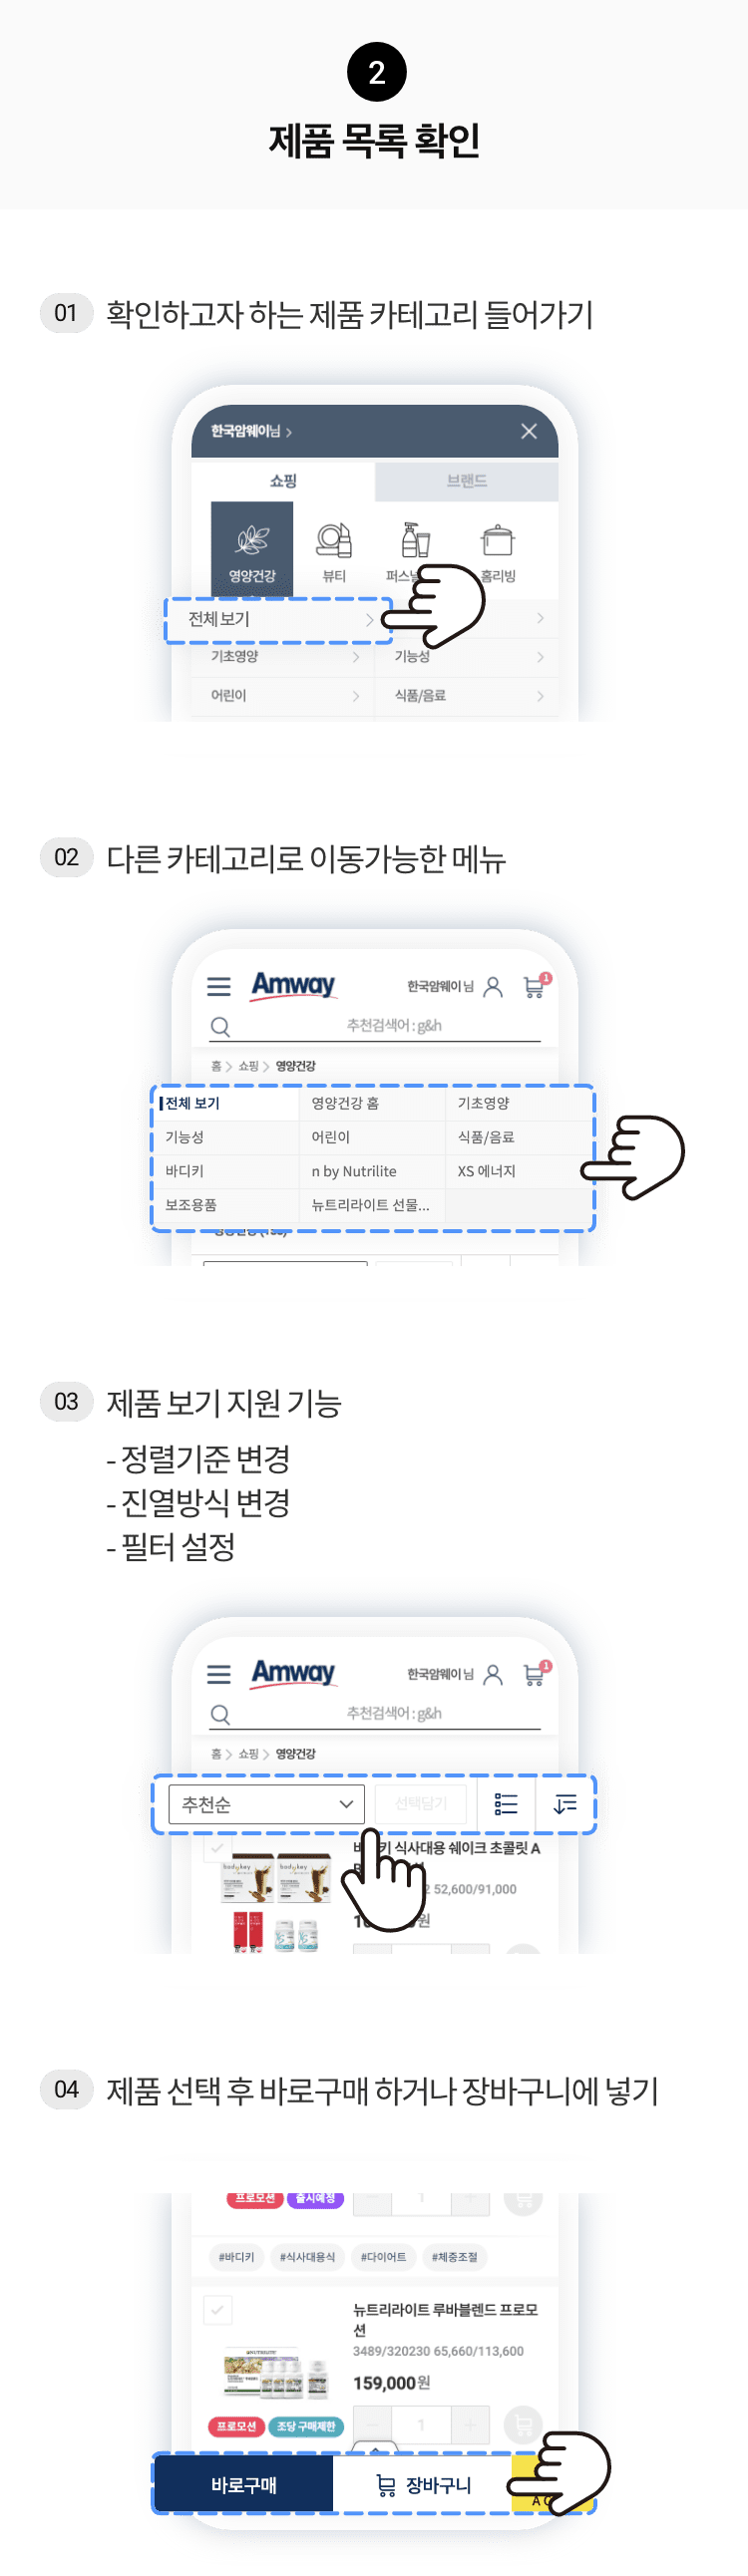 2
제품 목록 확인
01 확인하고자 하는 제품 카테고리 들어가기
한국암웨이님 >
쇼핑 브랜드
영양건강 뷰티 홈리빙
전체 보기
기초영양 기능성
어린이 식품/음료
02 다른 카테고리로 이동가능한 메뉴
Amway 한국암웨이 님 1
추천검색어 : g&h
홈 > 쇼핑 > 영양건강
전체 보기 영양건강 홈 기초영양
기능성 어린이 식품/음료
바디키 n by Nutrilite XS 에너지
보조용품 뉴트리라이트 선물...
03 제품 보기 지원 기능
- 정렬기준 변경
- 진열방식 변경
- 필터 설정
Amway 한국암웨이 님 1
추천검색어 : g&h
홈 > 쇼핑 > 영양건강
추천순 선택담기
식사대용 쉐이크 초콜릿 A
bodykey bodykey
52,600/91,000
원
04 제품 선택 후 바로구매 하거나 장바구니에 넣기
프로모션 출시예정 1
#바디키 #식사대용식 #다이어트 #체중조절
뉴트리라이트 루바블렌드 프로모
션
3489/320230 65,660/113,600
NUTRILITE
159,000원
프로모션 조당 구매제한 1
바로구매 장바구니